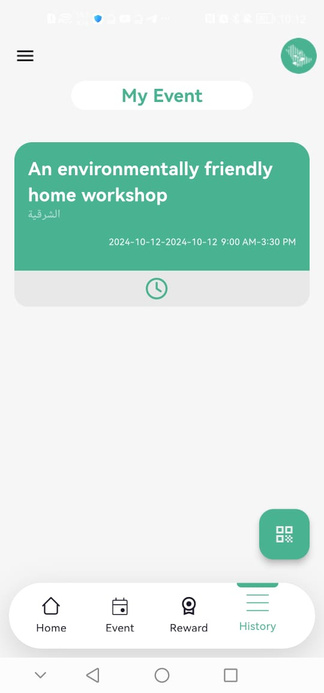 My Event
An environmentally friendly
home workshop
الشرقية
2024-10-12-2024-10-12 9:00 AM-3:30 PM
Home
Event
Reward
History